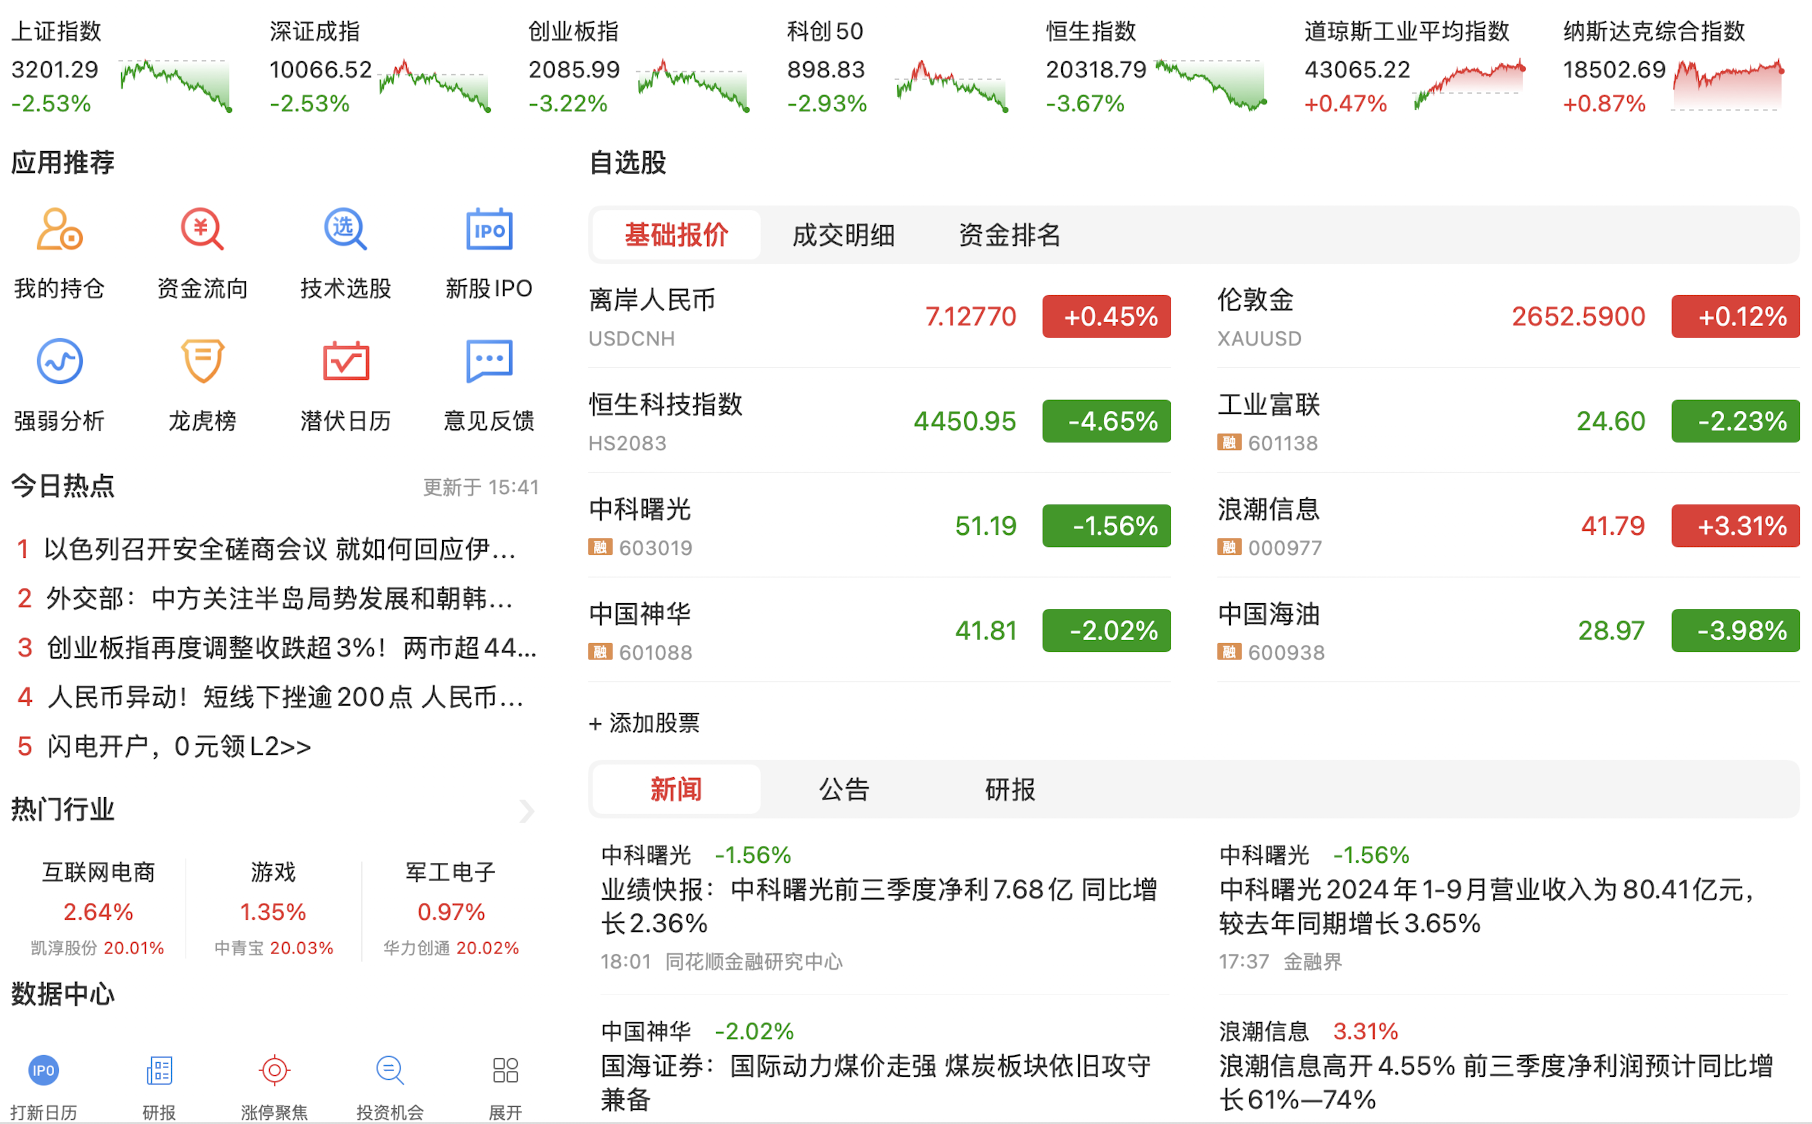 上证指数
3201.29
-2.53%
深证成指
10066.52
-2.53%
创业板指
2085.99
-3.22%
科创50
898.83
-2.93%
恒生指数
20318.79
-3.67%
道琼斯工业平均指数
43065.22
+0.47%
纳斯达克综合指数
18502.69
+0.87%
应用推荐
我的持仓
资金流向
选
技术选股
IPO
新股IPO
强弱分析
龙虎榜
潜伏日历
意见反馈
今日热点
更新于 15:41
1 以色列召开安全磋商会议 就如何回应伊...
2 外交部：中方关注半岛局势发展和朝韩...
3 创业板指再度调整收跌超3%！两市超44...
4 人民币异动！短线下挫逾200点 人民币...
5 闪电开户，0元领L2>>
热门行业
互联网电商
2.64%
凯淳股份 20.01%
游戏
1.35%
中青宝 20.03%
军工电子
0.97%
华力创通 20.02%
数据中心
IPO
打新日历
研报
涨停聚焦
投资机会
展开
自选股
基础报价 成交明细 资金排名
离岸人民币
USDCNH
7.12770
+0.45%
伦敦金
XAUUSD
2652.5900
+0.12%
恒生科技指数
HS2083
4450.95
-4.65%
工业富联
融 601138
24.60
-2.23%
中科曙光
融 603019
51.19
-1.56%
浪潮信息
融 000977
41.79
+3.31%
中国神华
融 601088
41.81
-2.02%
中国海油
融 600938
28.97
-3.98%
+ 添加股票
新闻 公告 研报
中科曙光 -1.56%
业绩快报：中科曙光前三季度净利7.68亿 同比增
长2.36%
18:01 同花顺金融研究中心
中科曙光 -1.56%
中科曙光2024年1-9月营业收入为80.41亿元，
较去年同期增长3.65%
17:37 金融界
中国神华 -2.02%
国海证券：国际动力煤价走强 煤炭板块依旧攻守
兼备
浪潮信息 3.31%
浪潮信息高开4.55% 前三季度净利润预计同比增
长61%—74%